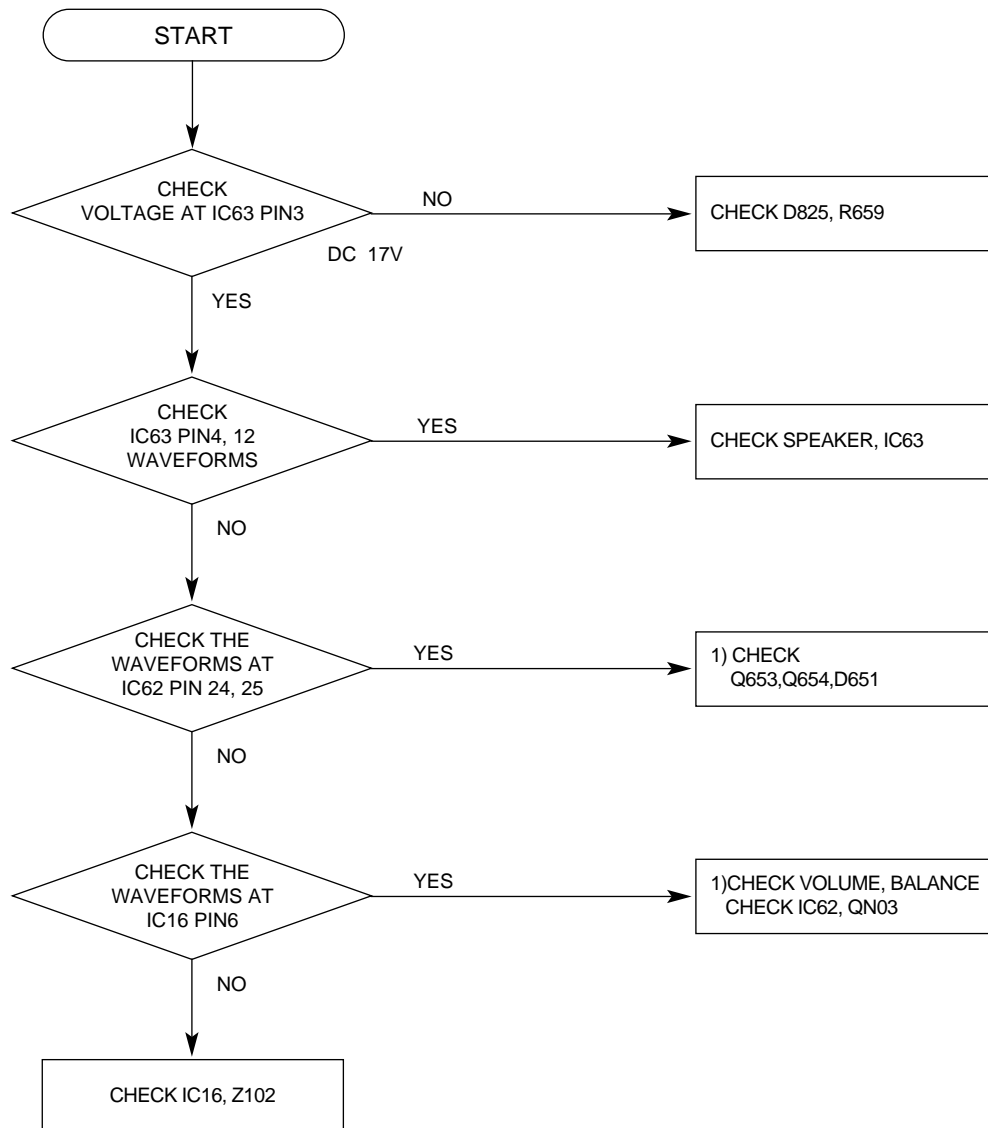 START
CHECK
VOLTAGE AT IC63 PIN3
NO
CHECK D825, R659
DC 17V
YES
CHECK
IC63 PIN4, 12
WAVEFORMS
YES
CHECK SPEAKER, IC63
NO
CHECK THE
WAVEFORMS AT
IC62 PIN 24, 25
YES
1) CHECK
Q653,Q654,D651
NO
CHECK THE
WAVEFORMS AT
IC16 PIN6
YES
1)CHECK VOLUME, BALANCE
CHECK IC62, QN03
NO
CHECK IC16, Z102